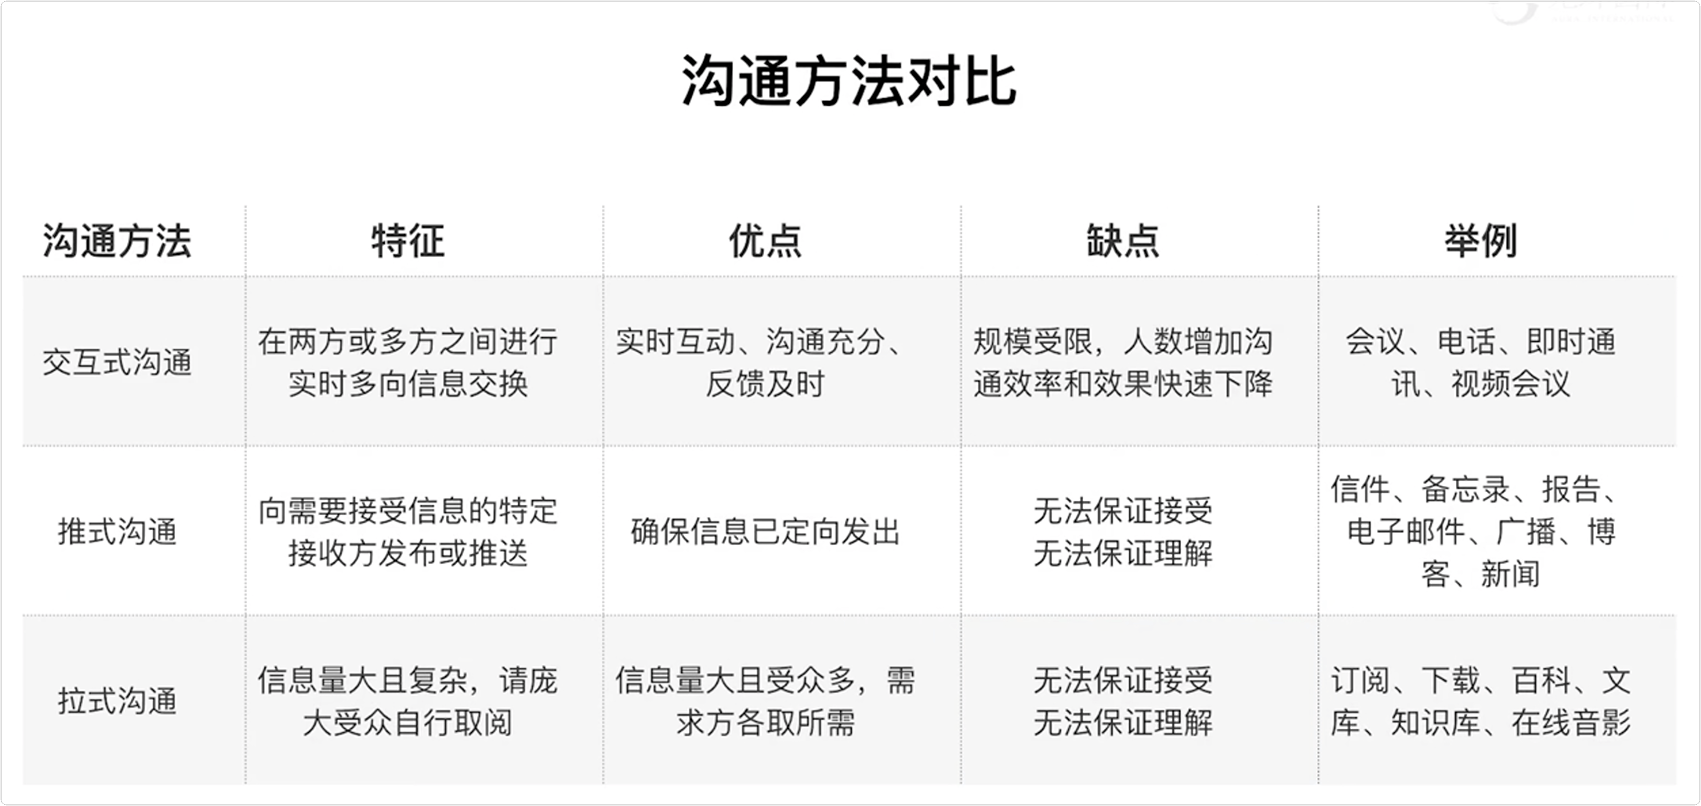 沟通方法对比
沟通方法 特征 优点 缺点 举例
交互式沟通
在两方或多方之间进行
实时多向信息交换
实时互动、沟通充分、
反馈及时
规模受限，人数增加沟
通效率和效果快速下降
会议、电话、即时通
讯、视频会议
推式沟通
向需要接受信息的特定
接收方发布或推送
确保信息已定向发出
无法保证接受
无法保证理解
信件、备忘录、报告、
电子邮件、广播、博
客、新闻
拉式沟通
信息量大且复杂，请庞
大受众自行取阅
信息量大且受众多，需
求方各取所需
无法保证接受
无法保证理解
订阅、下载、百科、文
库、知识库、在线音影